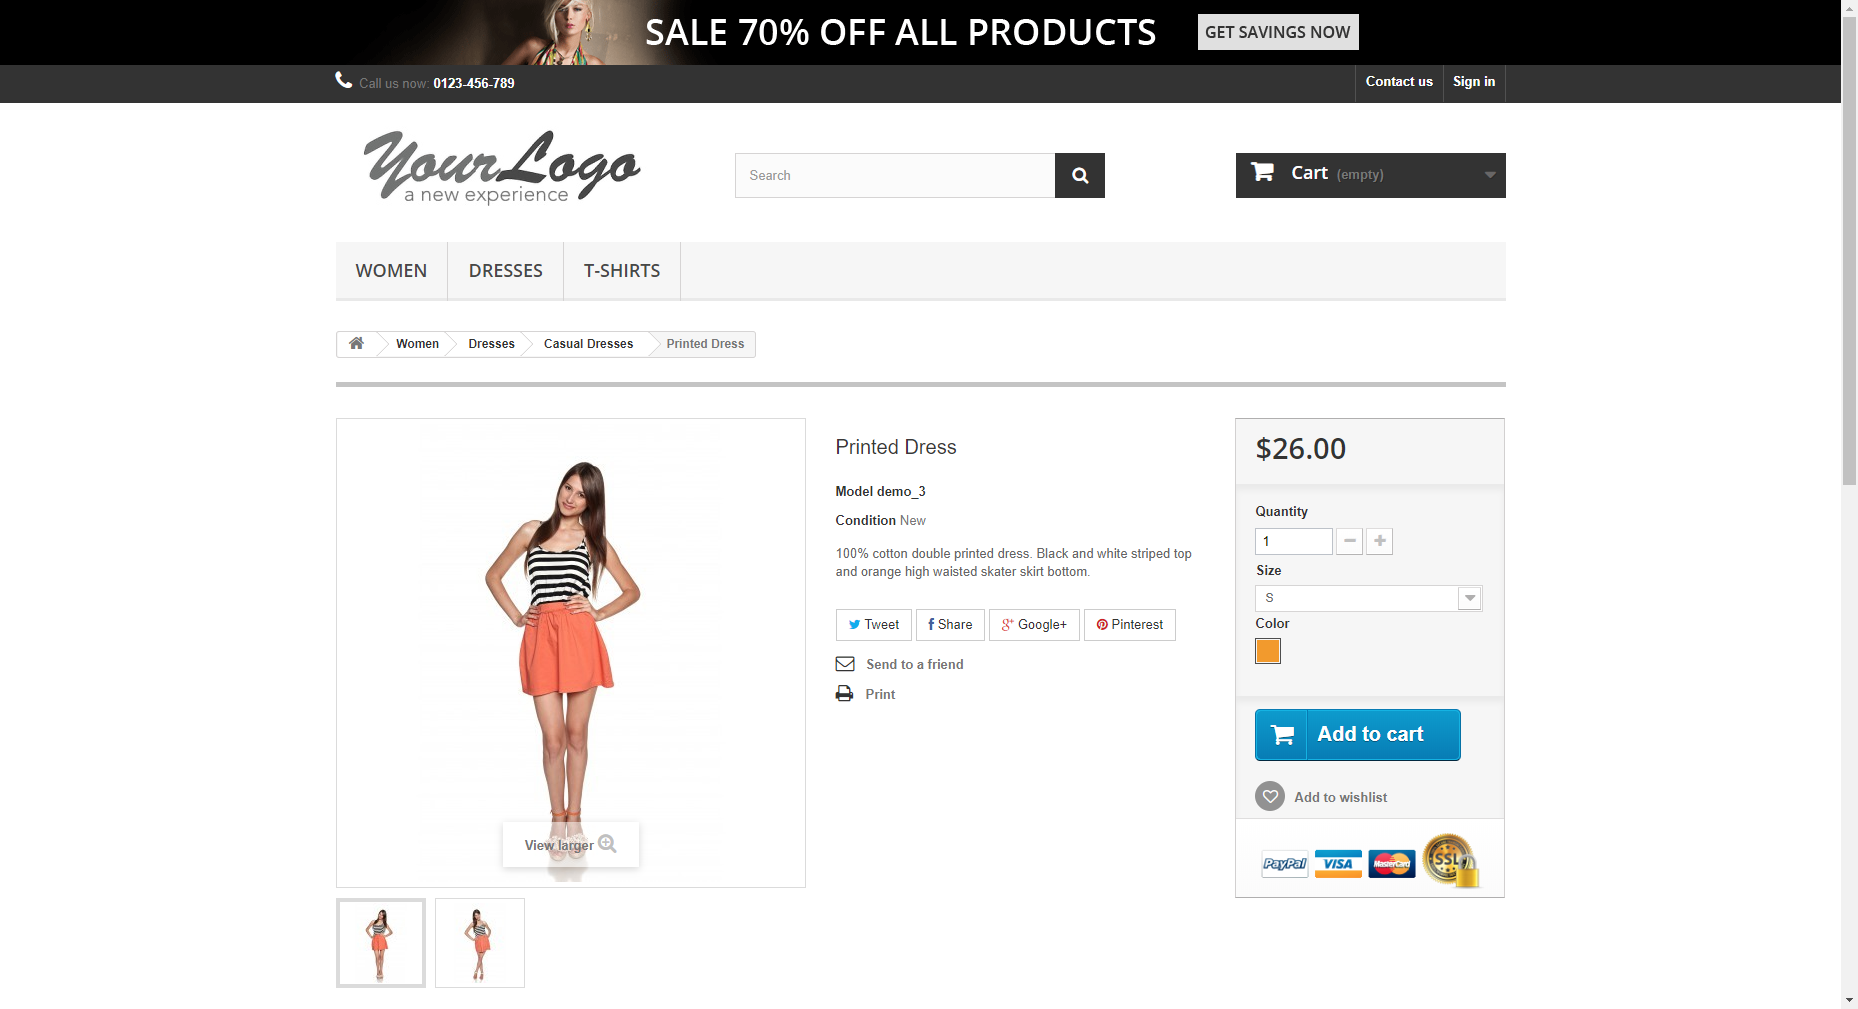 SALE 70% OFF ALL PRODUCTS GET SAVINGS NOW
Call us now: 0123-456-789 Contact us Sign in
YourLogo
a new experience
Search
Cart (empty)
WOMEN DRESSES T-SHIRTS
Women Dresses Casual Dresses Printed Dress
Printed Dress
Model demo_3
Condition New
100% cotton double printed dress. Black and white striped top
and orange high waisted skater skirt bottom.
Tweet Share Google+ Pinterest
Send to a friend
Print
View larger
$26.00
Quantity
1
Size
S
Color
Add to cart
Add to wishlist
PayPal VISA MasterCard SSL